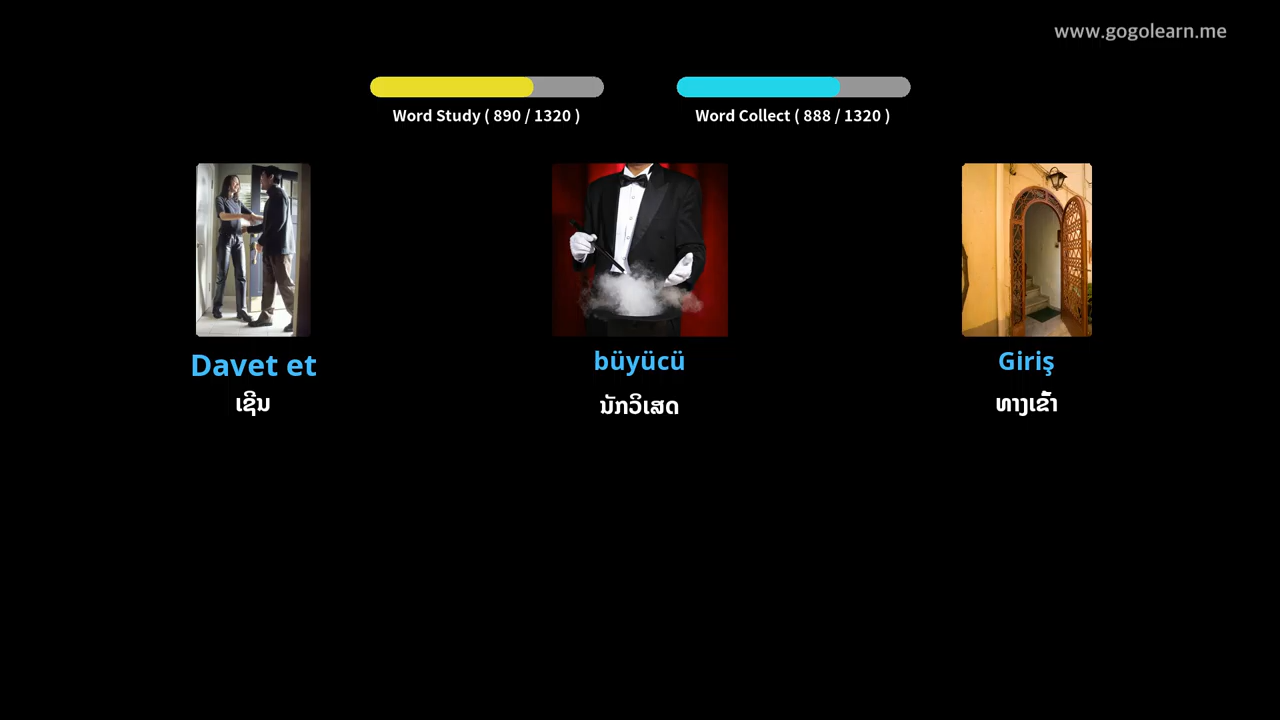 www.gogolearn.me
Word Study ( 890 / 1320 )
Word Collect ( 888 / 1320 )
Davet et
büyücü
Giriş
ເຊີນ
ນັກວິເສດ
ທາງເຂົ້າ